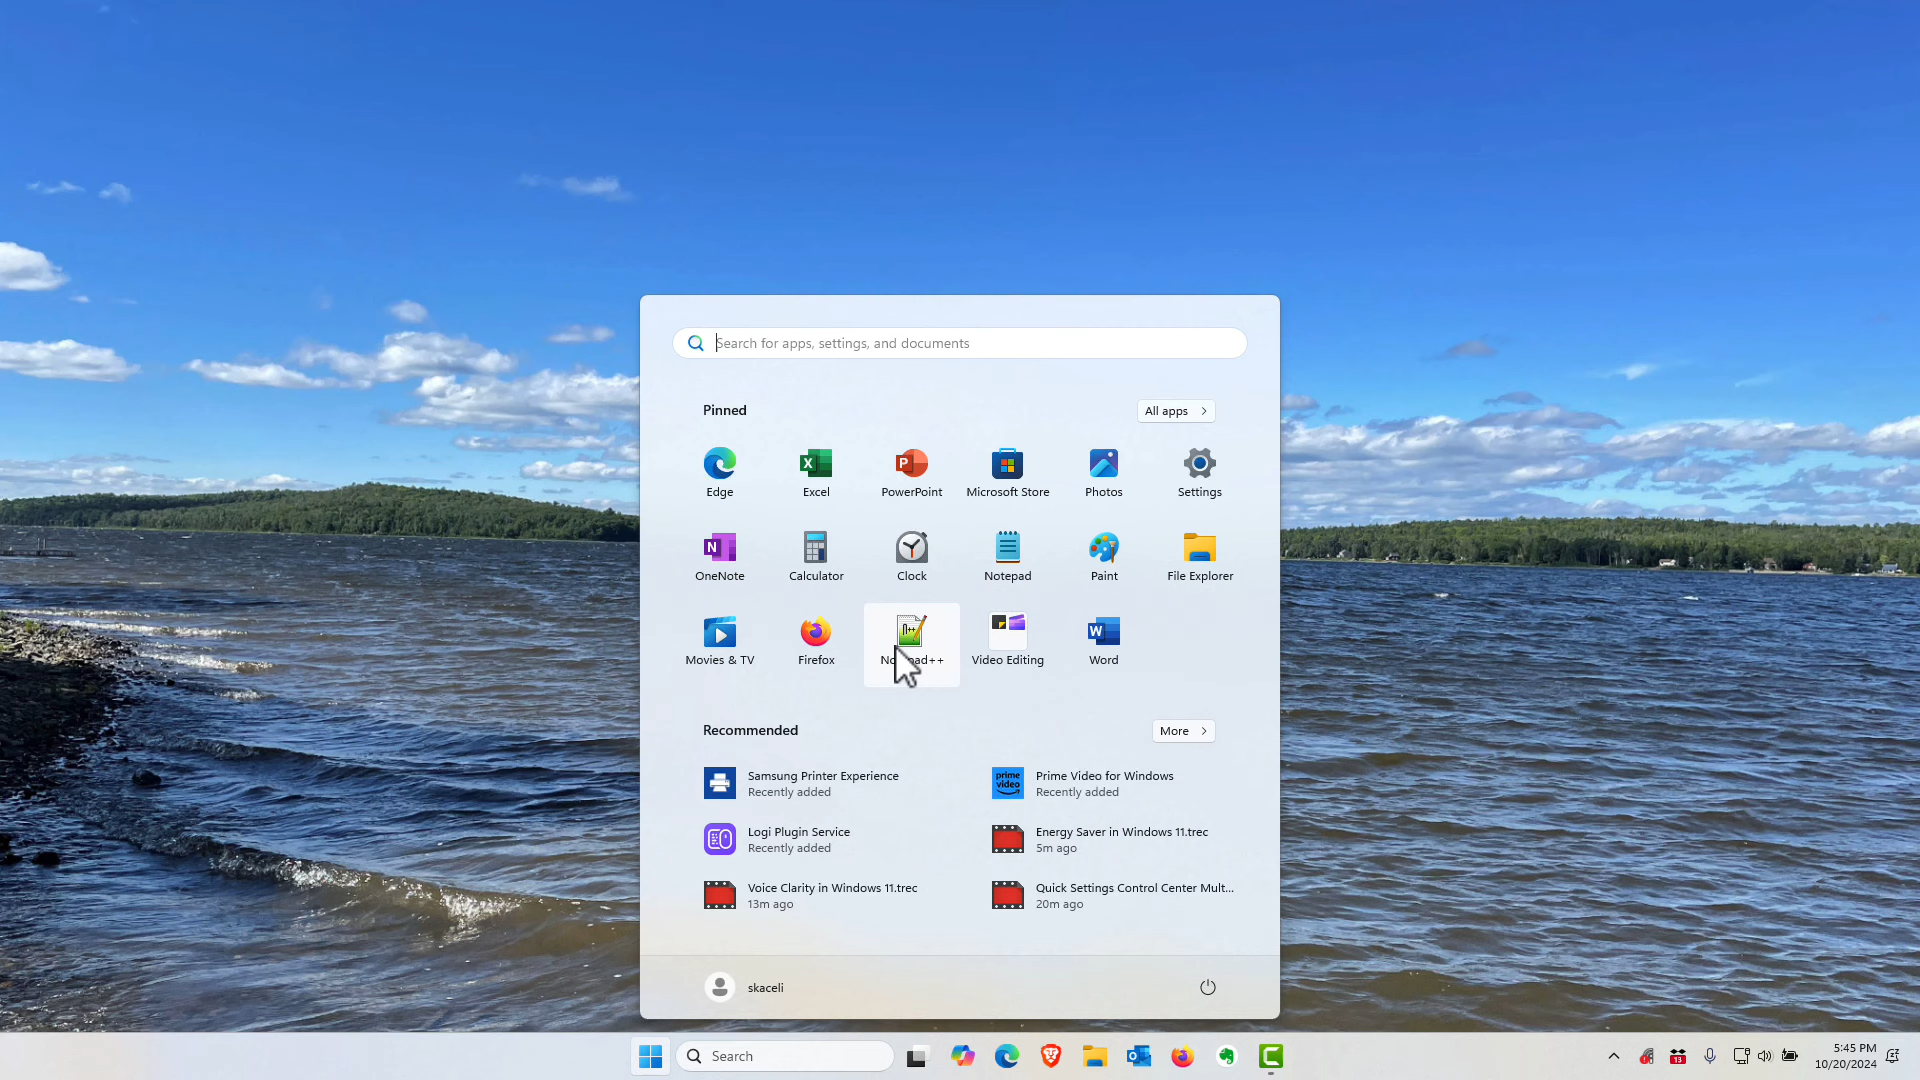 Search for apps, settings, and documents
Pinned
All apps
Edge
Excel
PowerPoint
Microsoft Store
Photos
Settings
OneNote
Calculator
Clock
Notepad
Paint
File Explorer
Movies & TV
Firefox
Video Editing
Word
Recommended
More
Samsung Printer Experience
Recently added
prime video
Prime Video for Windows
Recently added
Logi Plugin Service
Recently added
Energy Saver in Windows 11.trec
5m ago
Voice Clarity in Windows 11.trec
13m ago
Quick Settings Control Center Mult...
20m ago
skaceli
Search
13
5:45 PM
10/20/2024